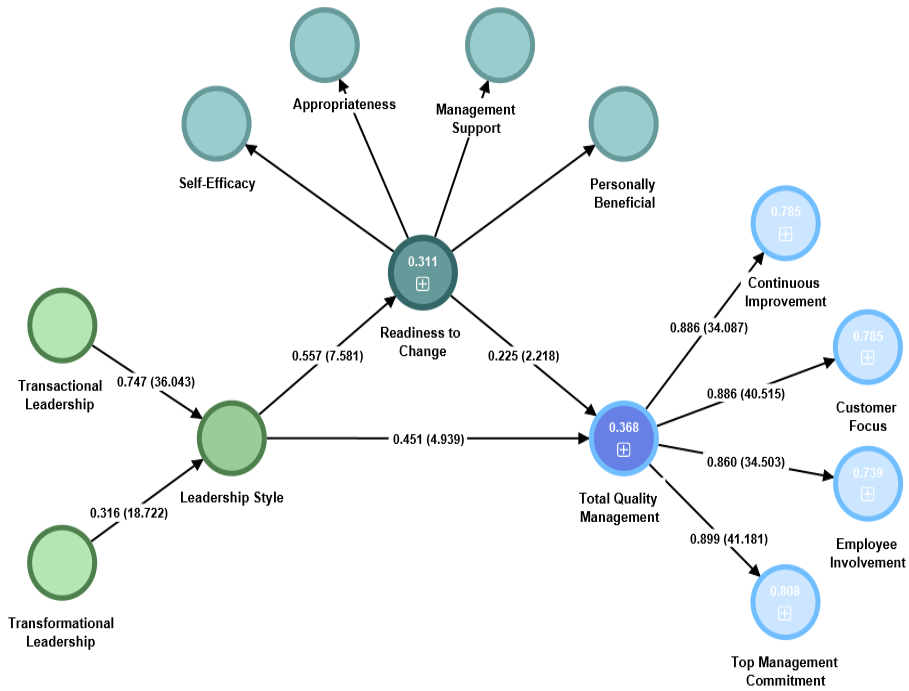 Appropriateness
Management
Support
Self-Efficacy
Personally
Beneficial
0.785
Continuous
Improvement
0.311
Readiness to
Change
0.886 (34.087)
0.557 (7.581)
0.225 (2.218)
0.785
Transactional
Leadership
0.747 (36.043)
0.886 (40.515)
Customer
Focus
0.451 (4.939)
0.368
Leadership Style
Total Quality
Management
0.860 (34.503)
0.739
Employee
Involvement
0.316 (18.722)
0.899 (41.181)
0.808
Transformational
Leadership
Top Management
Commitment